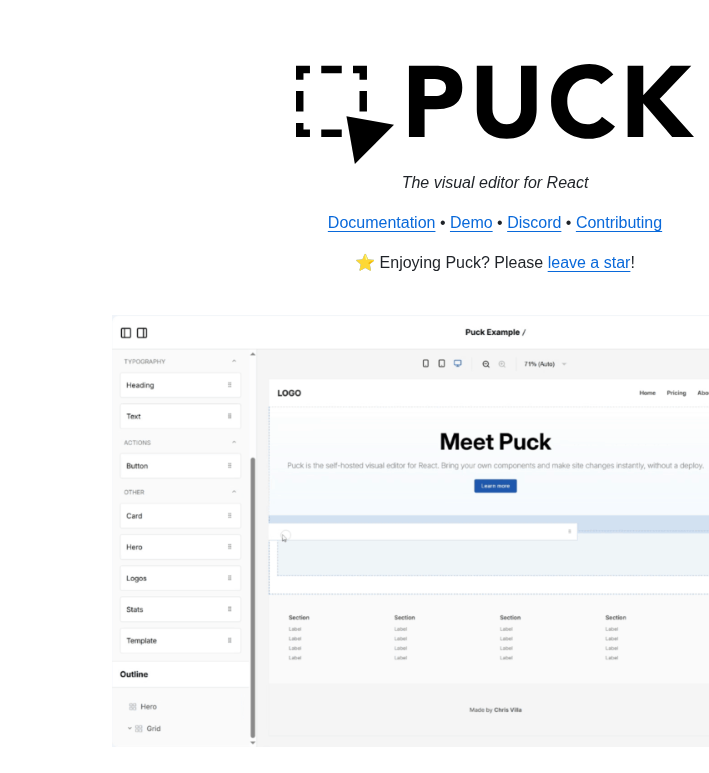 PUCK
The visual editor for React
Documentation • Demo • Discord • Contributing
⭐ Enjoying Puck? Please leave a star!
Puck Example /
TYPOGRAPHY
Heading
Text
ACTIONS
Button
OTHER
Card
Hero
Logos
Stats
Template
Outline
Hero
Grid
71% (Auto)
LOGO
Home Pricing Abo
Meet Puck
Puck is the self-hosted visual editor for React. Bring your own components and make site changes instantly, without a deploy.
Learn more
Section Section Section Section
Label Label Label Label
Label Label Label Label
Label Label Label Label
Label Label Label Label
Made by Chris Villa